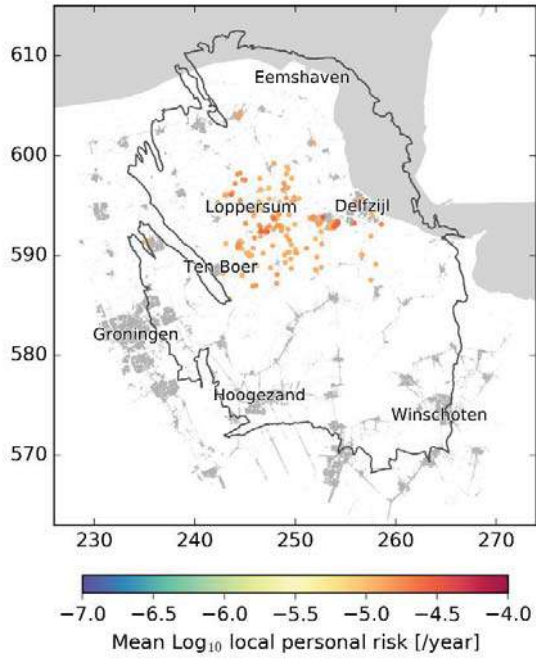 610
Eemshaven
600
Loppersum Delfzijl
590
Ten Boer
Groningen
580
Hoogezand
Winschoten
570
230 240 250 260 270
−7.0 −6.5 −6.0 −5.5 −5.0 −4.5 −4.0
Mean Log₁₀ local personal risk [/year]